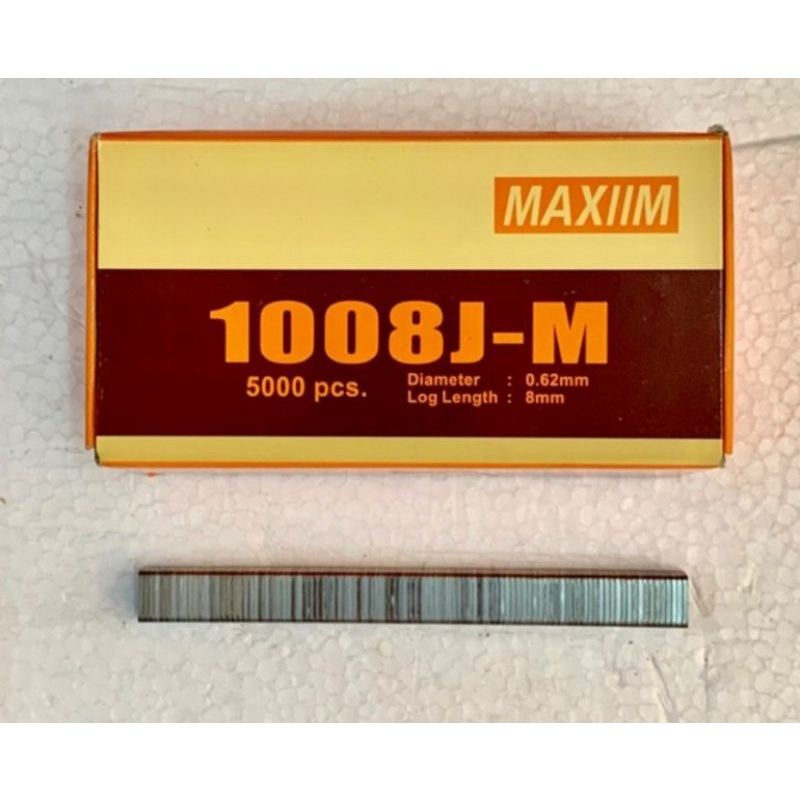 MAXIIM
1008J-M
5000 pcs.
Diameter : 0.62mm
Log Length : 8mm